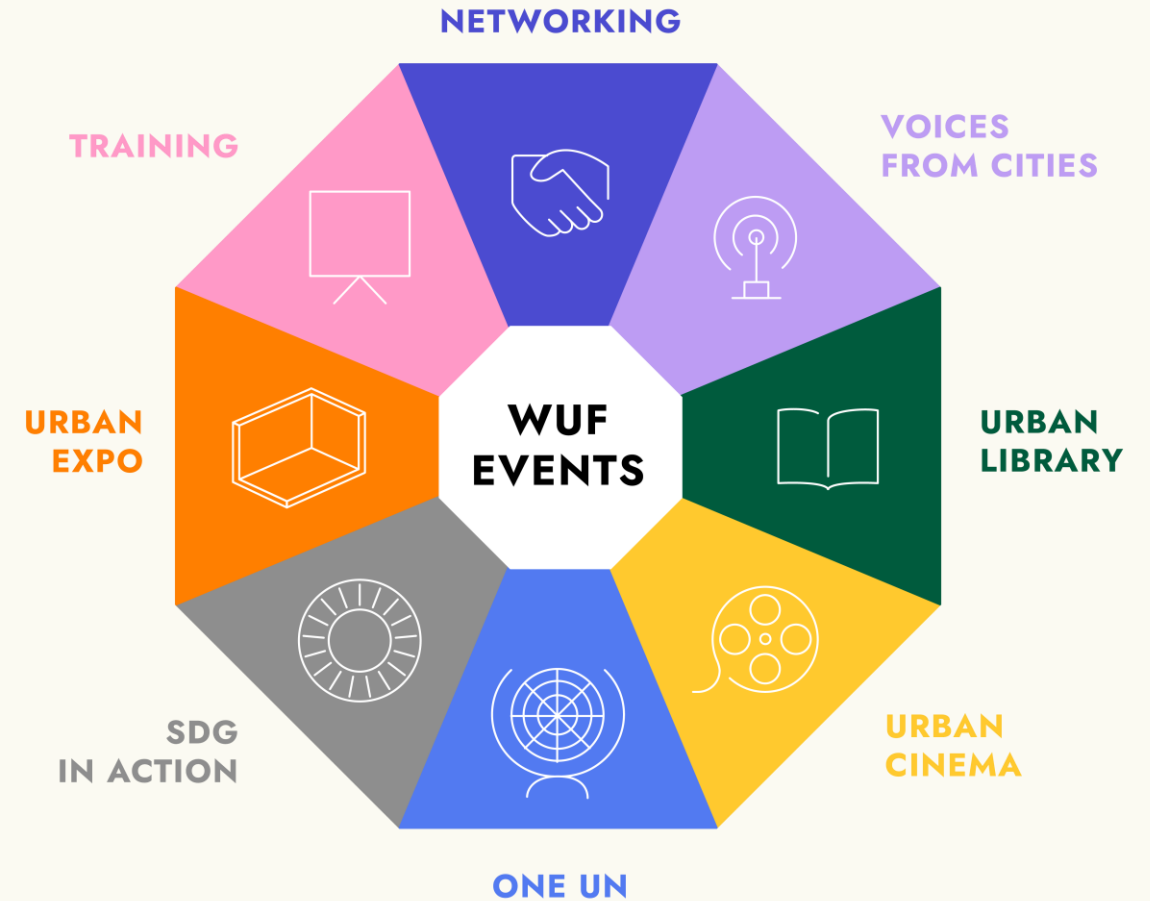 NETWORKING
VOICES
FROM CITIES
TRAINING
URBAN
EXPO
WUF
EVENTS
URBAN
LIBRARY
SDG
IN ACTION
URBAN
CINEMA
ONE UN